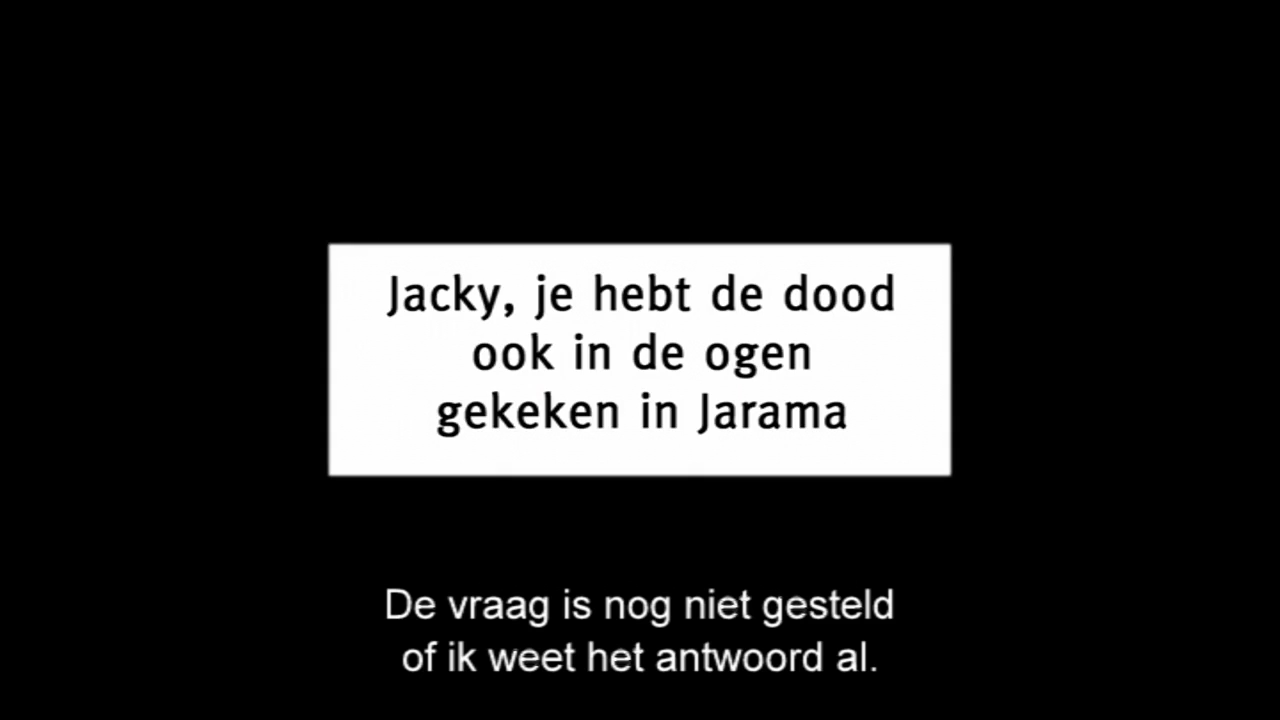 Jacky, je hebt de dood
ook in de ogen
gekeken in Jarama
De vraag is nog niet gesteld
of ik weet het antwoord al.